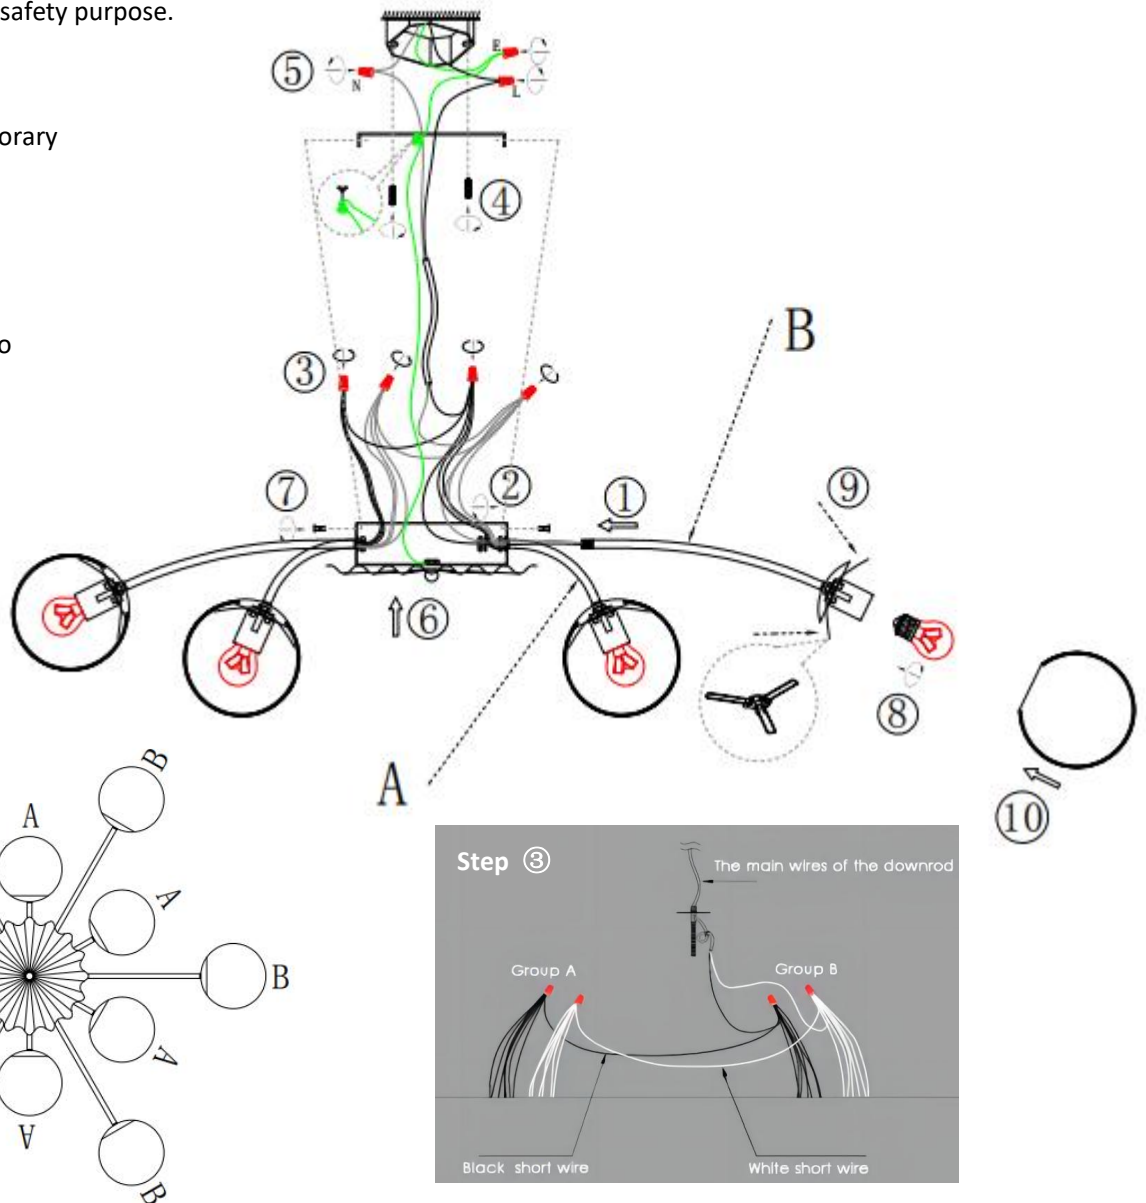 safety purpose.
E
⑤
N
L
orary
④
B
o
③
⑦
②
①
⑨
⑥
⑧
A
⑩
B
A
A
B
A
A
B
Step ③
The main wires of the downrod
Group A
Group B
Black short wire
White short wire